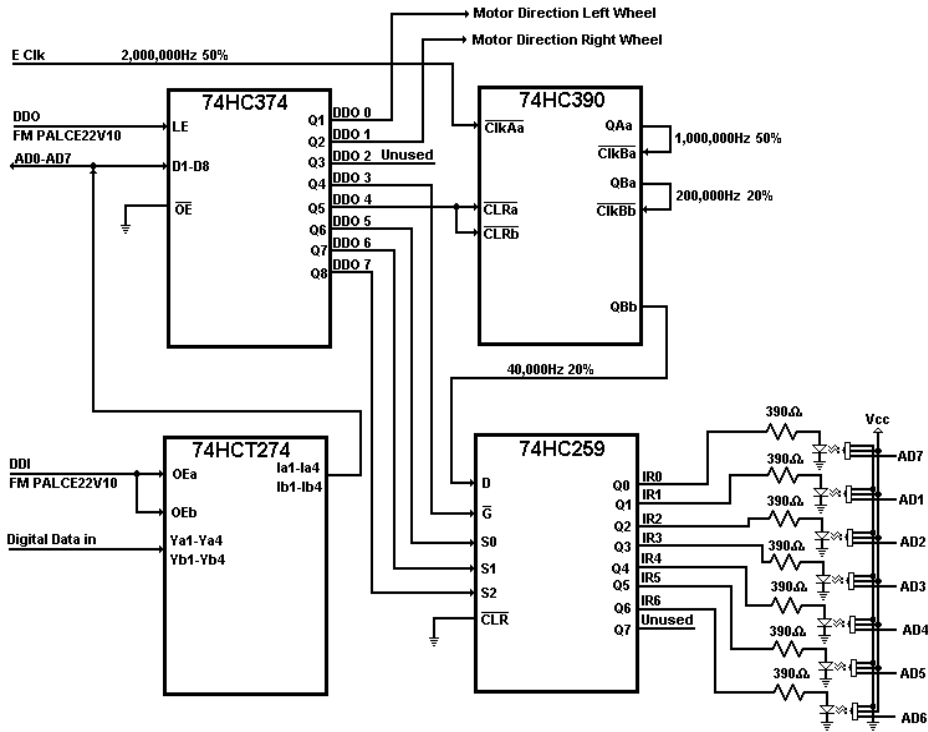 Motor Direction Left Wheel
Motor Direction Right Wheel
E Clk 2,000,000Hz 50%
74HC374
DDO
FM PALCE22V10
AD0-AD7
LE
D1-D8
OE
Q1 DDO 0
Q2 DDO 1
Q3 DDO 2 Unused
Q4 DDO 3
Q5 DDO 4
Q6 DDO 5
Q7 DDO 6
Q8 DDO 7
74HC390
ClkAa
CLRa
CLRb
QAa
ClkBa
1,000,000Hz 50%
QBa
ClkBb
200,000Hz 20%
QBb
40,000Hz 20%
74HCT274
DDI
FM PALCE22V10
OEa
OEb
Digital Data in
Ya1-Ya4
Yb1-Yb4
Ia1-Ia4
Ib1-Ib4
74HC259
D
G
S0
S1
S2
CLR
Q0 IR0
Q1 IR1
Q2 IR2
Q3 IR3
Q4 IR4
Q5 IR5
Q6 IR6
Q7 Unused
390Ω
390Ω
390Ω
390Ω
390Ω
390Ω
390Ω
Vcc
AD7
AD1
AD2
AD3
AD4
AD5
AD6